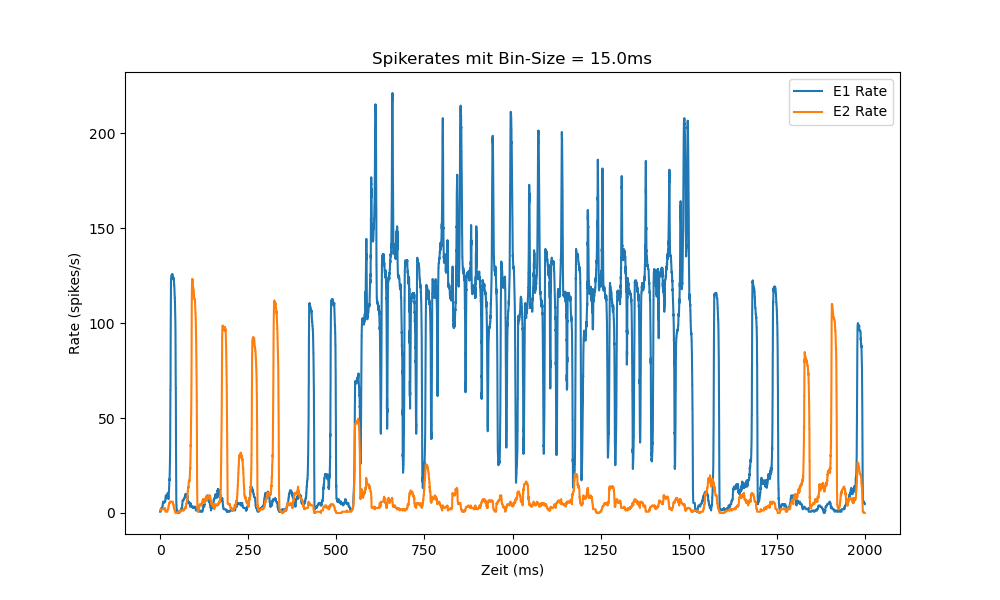 Spikerates mit Bin-Size = 15.0ms
E1 Rate
E2 Rate
Rate (spikes/s)
200
150
100
50
0
0 250 500 750 1000 1250 1500 1750 2000
Zeit (ms)